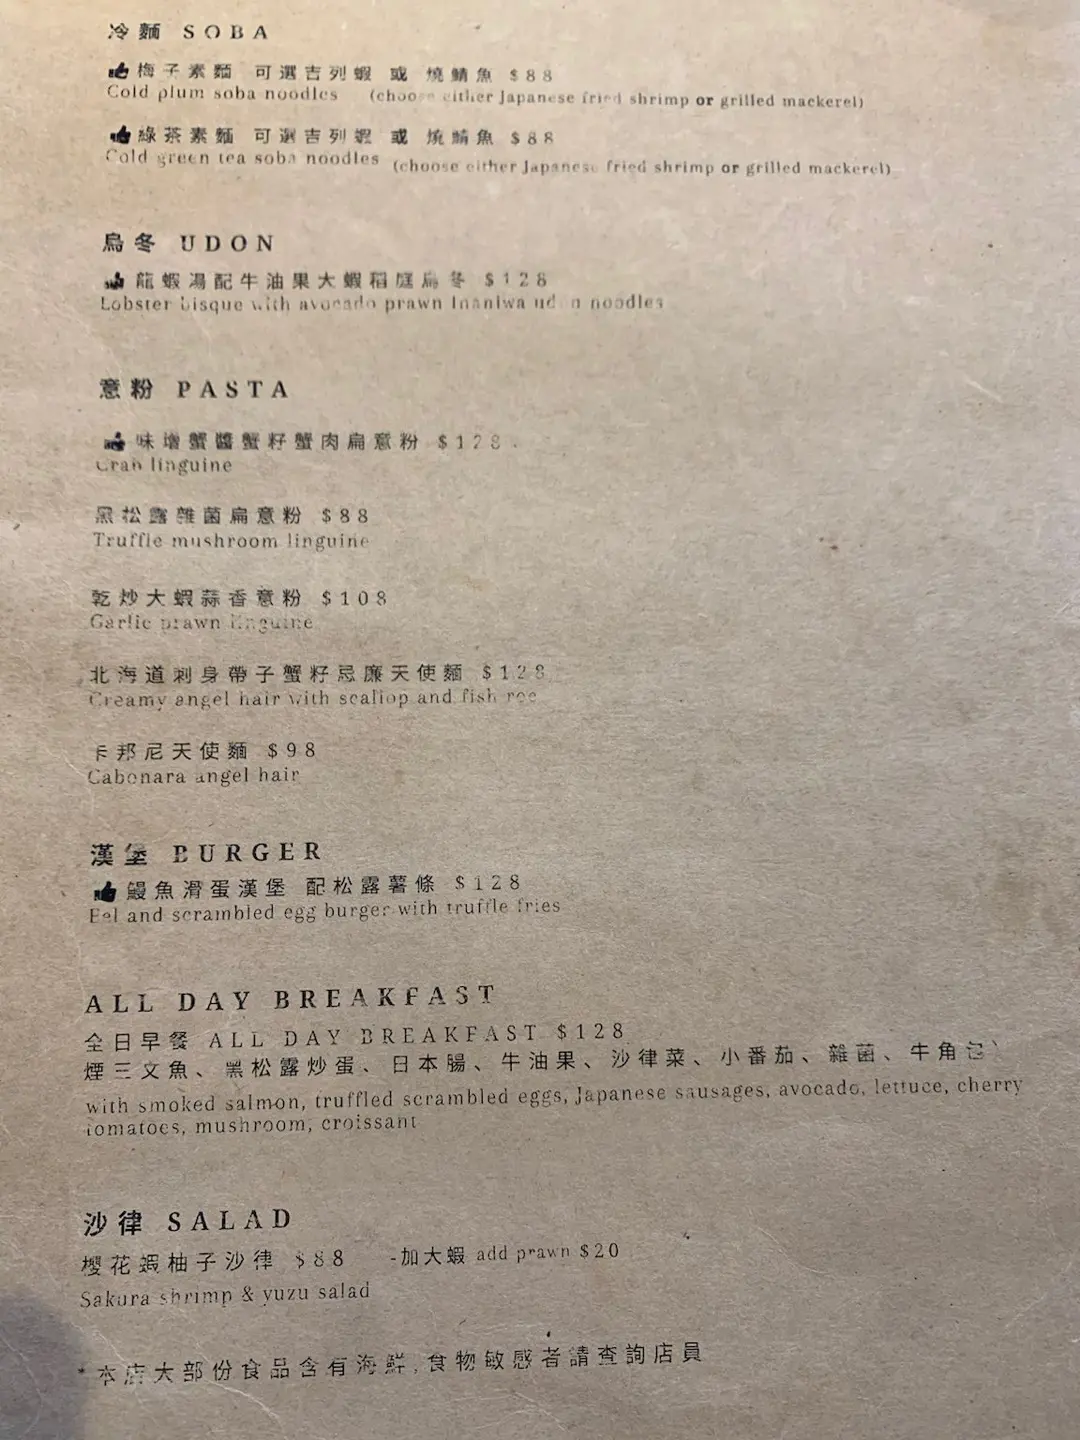 冷麵 SOBA
梅子素麵 可選吉列蝦 或 燒鯖魚 $88
Cold plum soba noodles (choose either Japanese fried shrimp or grilled mackerel)
綠茶素麵 可選吉列蝦 或 燒鯖魚 $88
Cold green tea soba noodles (choose either Japanese fried shrimp or grilled mackerel)
烏冬 UDON
龍蝦湯配牛油果大蝦稻庭烏冬 $128
Lobster bisque with avocado prawn Inaniwa udon noodles
意粉 PASTA
味增蟹醬蟹籽蟹肉扁意粉 $128
Crab linguine
黑松露雜菌扁意粉 $88
Truffle mushroom linguine
乾炒大蝦蒜香意粉 $108
Garlic prawn linguine
北海道刺身帶子蟹籽忌廉天使麵 $128
Creamy angel hair with scallop and fish roe
卡邦尼天使麵 $98
Cabonara angel hair
漢堡 BURGER
鰻魚滑蛋漢堡 配松露薯條 $128
Eel and scrambled egg burger with truffle fries
ALL DAY BREAKFAST
全日早餐 ALL DAY BREAKFAST $128
煙三文魚、黑松露炒蛋、日本腸、牛油果、沙律菜、小番茄、雜菌、牛角包
with smoked salmon, truffled scrambled eggs, Japanese sausages, avocado, lettuce, cherry
tomatoes, mushroom, croissant
沙律 SALAD
櫻花蝦柚子沙律 $88 -加大蝦 add prawn $20
Sakura shrimp & yuzu salad
*本店大部份食品含有海鮮,食物敏感者請查詢店員